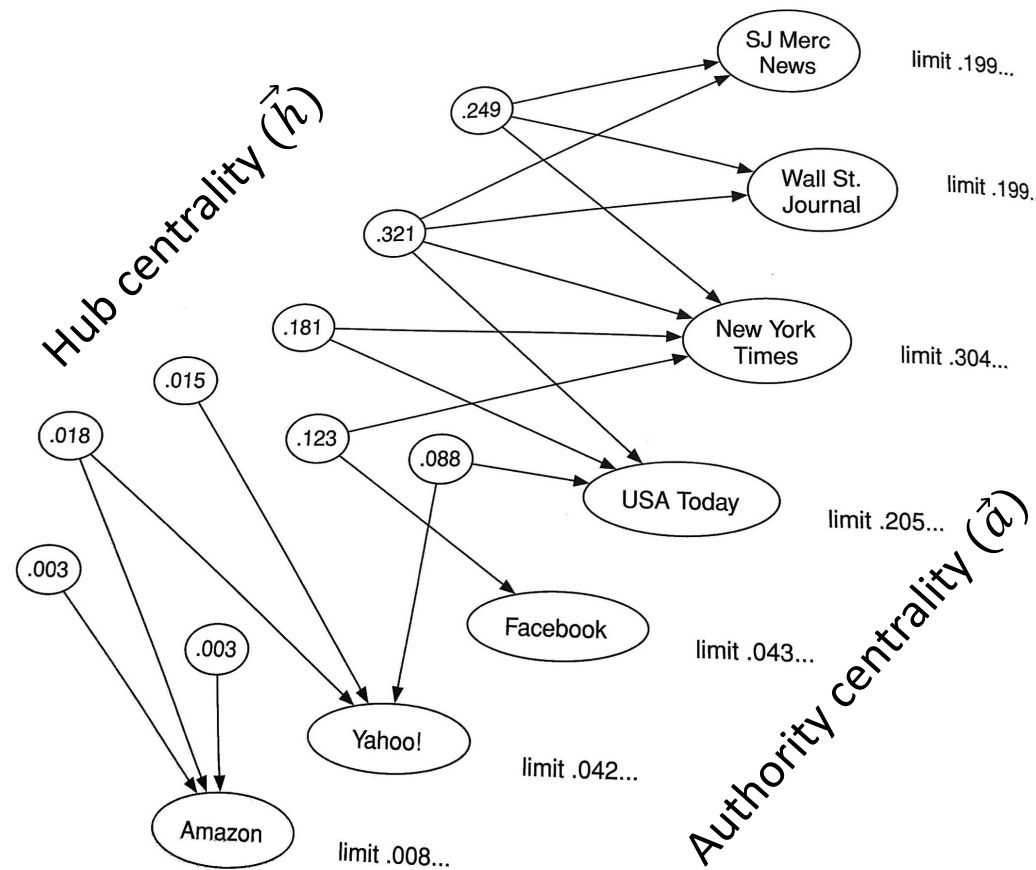 SJ Merc
News
limit .199...
.249
Hub centrality (h⃗)
Wall St.
Journal
limit .199..
.321
.181
New York
Times
limit .304...
.015
.123
.018
.088
USA Today
limit .205...
Authority centrality (a⃗)
.003
Facebook
limit .043...
.003
Yahoo!
limit .042...
Amazon
limit .008...